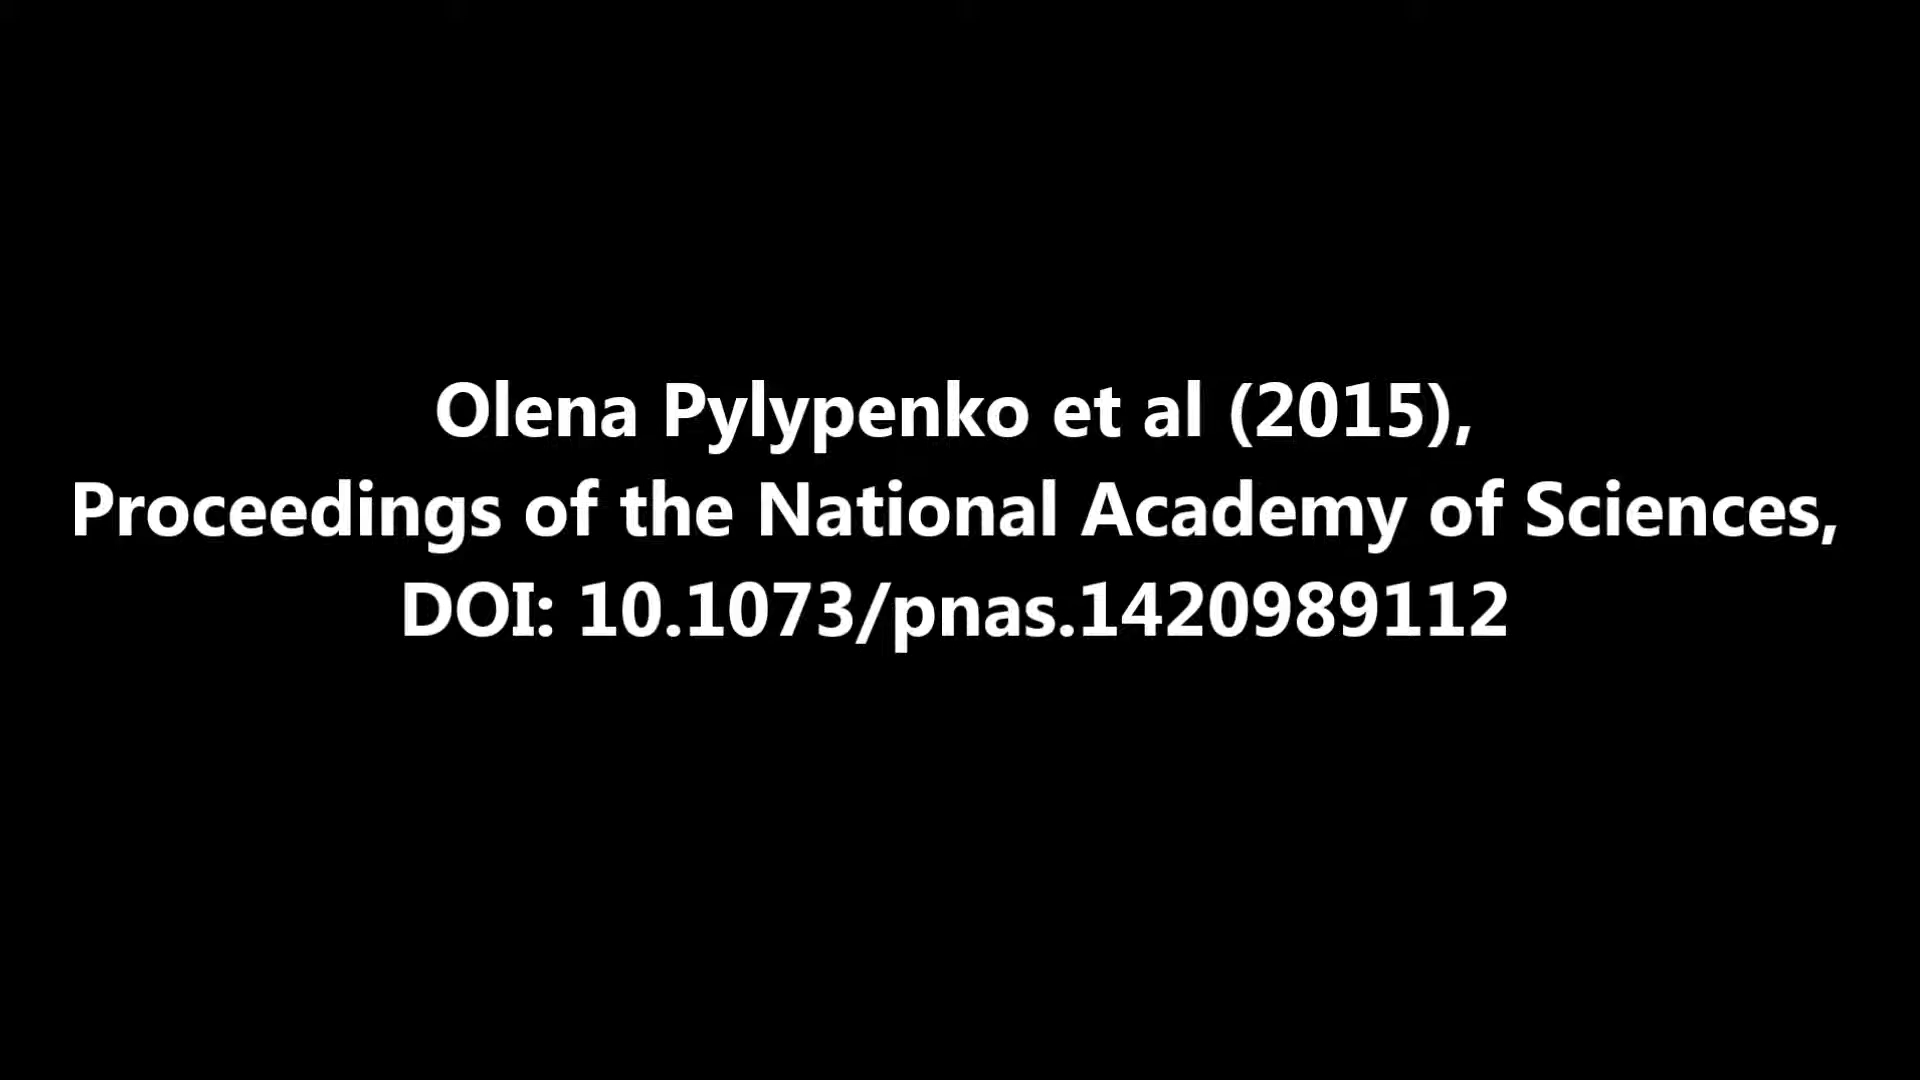 Olena Pylypenko et al (2015),
Proceedings of the National Academy of Sciences,
DOI: 10.1073/pnas.1420989112